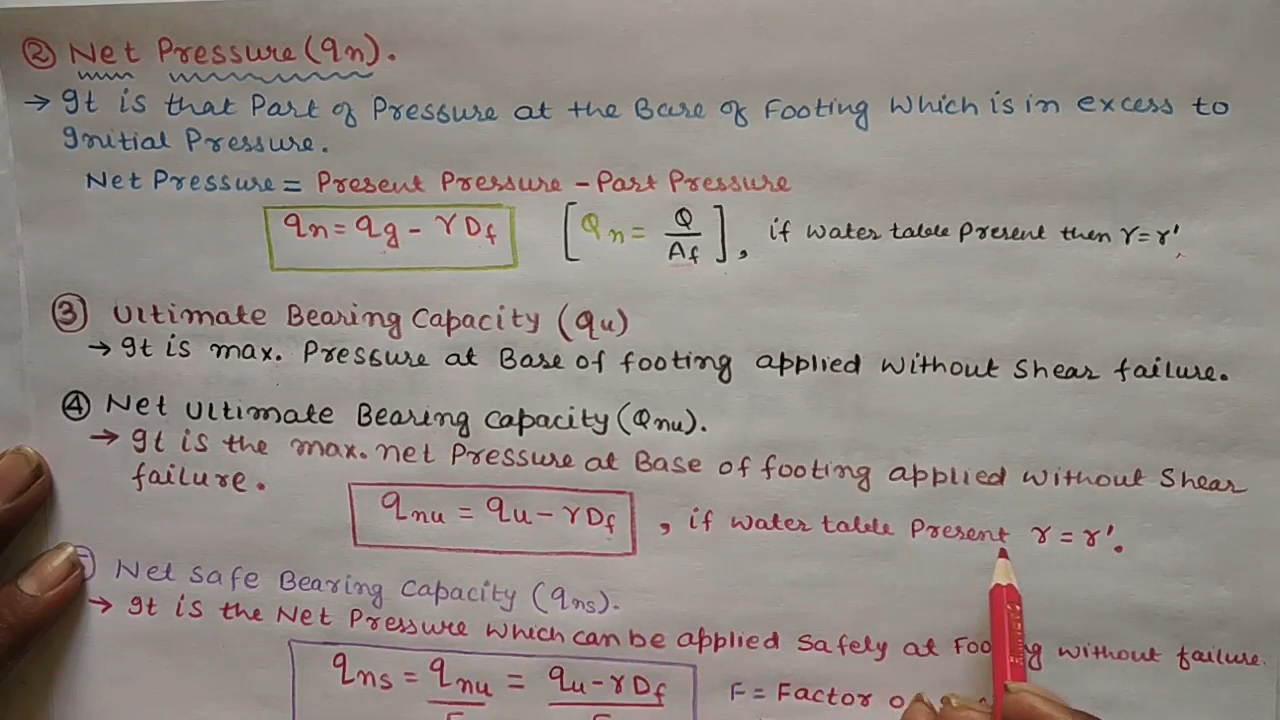 ② Net Pressure (qn).
→ It is that Part of Pressure at the Base of Footing which is in excess to
Initial Pressure.
Net Pressure = Present Pressure - Part Pressure
qn = qg - γDf [Qn = Q/Af], if water table present then γ=γ'
③ Ultimate Bearing Capacity (qu)
→ It is max. Pressure at Base of footing applied without Shear failure.
④ Net Ultimate Bearing Capacity (Qnu).
→ It is the max. net Pressure at Base of footing applied without Shear
failure.
qnu = qu - γDf , if water table Present γ = γ'.
Net Safe Bearing Capacity (qns).
→ It is the Net Pressure which can be applied Safely at Footing without failure.
qns = qnu/F = qu-γDf/F F = Factor